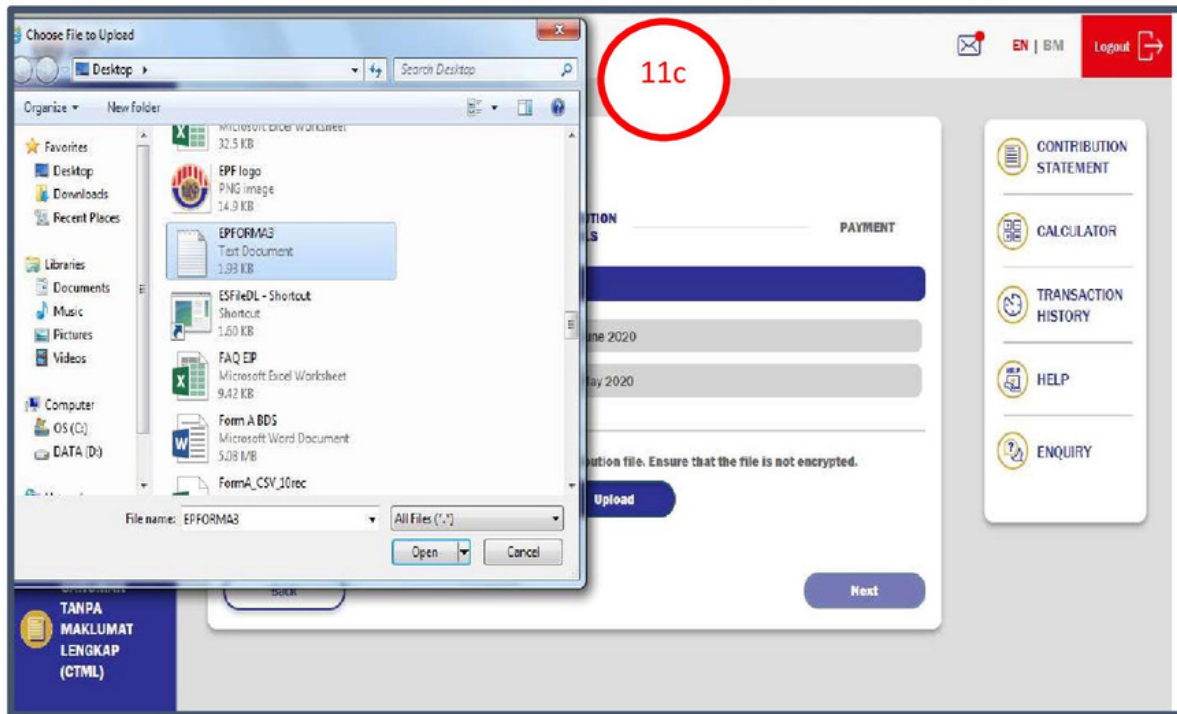 Choose File to Upload
Desktop
Search Desktop
11c
EN | BM
Logout
Organize
New folder
Favorites
Desktop
Downloads
Recent Places
Libraries
Documents
Music
Pictures
Videos
Computer
OS (C:)
DATA (D:)
Microsoft Excel Worksheet
32.5 KB
EPF logo
PNG image
14.9 KB
EPFORMA3
Text Document
1.93 KB
ESFileDL - Shortcut
Shortcut
1.60 KB
FAQ EIP
Microsoft Excel Worksheet
9.42 KB
Form A BDS
Microsoft Word Document
5.08 MB
FormA_CSV_10rec
File name: EPFORMA3
All Files (*.*)
Open
Cancel
PAYMENT
une 2020
May 2020
bution file. Ensure that the file is not encrypted.
Upload
Back
Next
TANPA
MAKLUMAT
LENGKAP
(CTML)
CONTRIBUTION
STATEMENT
CALCULATOR
TRANSACTION
HISTORY
HELP
ENQUIRY